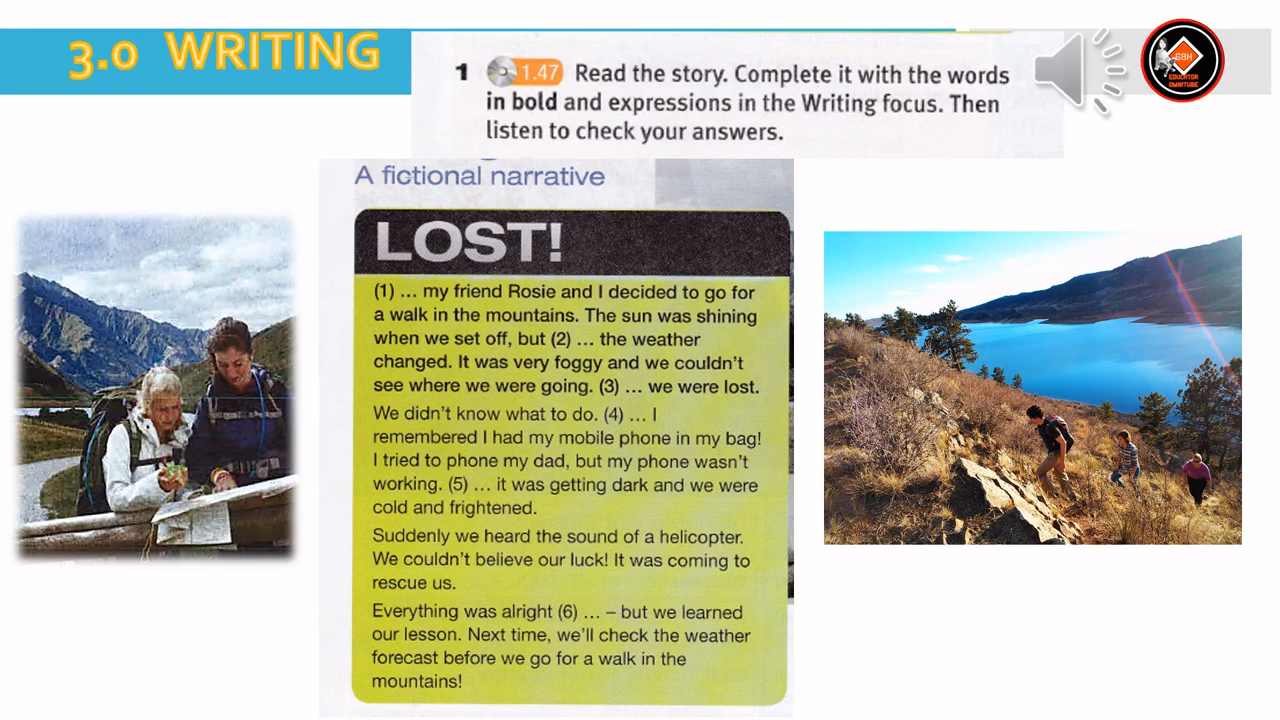 3.0 WRITING
1 1.47 Read the story. Complete it with the words
in bold and expressions in the Writing focus. Then
listen to check your answers.
GBH
EDUCATOR
OMMITUBE
A fictional narrative
LOST!
(1) ... my friend Rosie and I decided to go for
a walk in the mountains. The sun was shining
when we set off, but (2) ... the weather
changed. It was very foggy and we couldn't
see where we were going. (3) ... we were lost.
We didn't know what to do. (4) ... I
remembered I had my mobile phone in my bag!
I tried to phone my dad, but my phone wasn't
working. (5) ... it was getting dark and we were
cold and frightened.
Suddenly we heard the sound of a helicopter.
We couldn't believe our luck! It was coming to
rescue us.
Everything was alright (6) ... – but we learned
our lesson. Next time, we'll check the weather
forecast before we go for a walk in the
mountains!